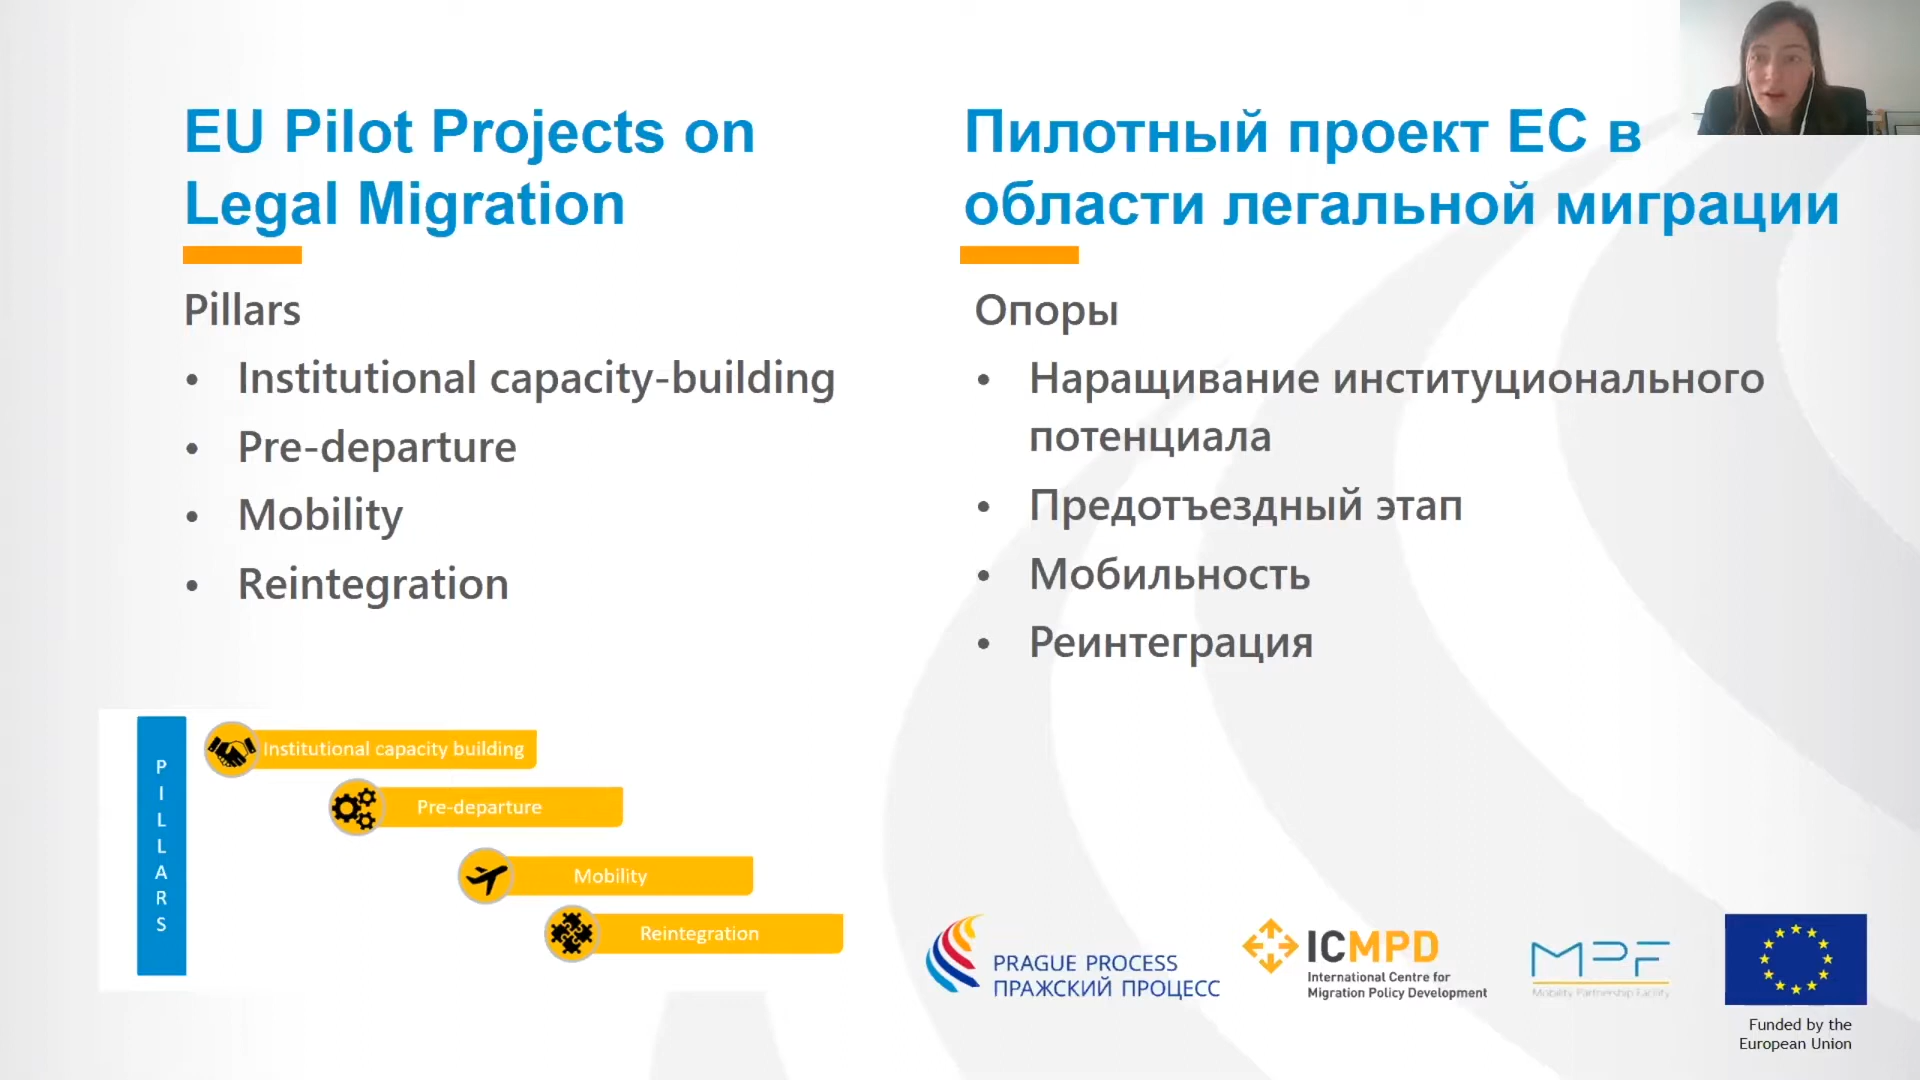 EU Pilot Projects on
Legal Migration
Pillars
• Institutional capacity-building
• Pre-departure
• Mobility
• Reintegration
Пилотный проект ЕС в
области легальной миграции
Опоры
• Наращивание институционального
потенциала
• Предотъездный этап
• Мобильность
• Реинтеграция
PILLARS
Institutional capacity building
Pre-departure
Mobility
Reintegration
PRAGUE PROCESS
ПРАЖСКИЙ ПРОЦЕСС
ICMPD
International Centre for
Migration Policy Development
MPF
Mobility Partnership Facility
Funded by the
European Union